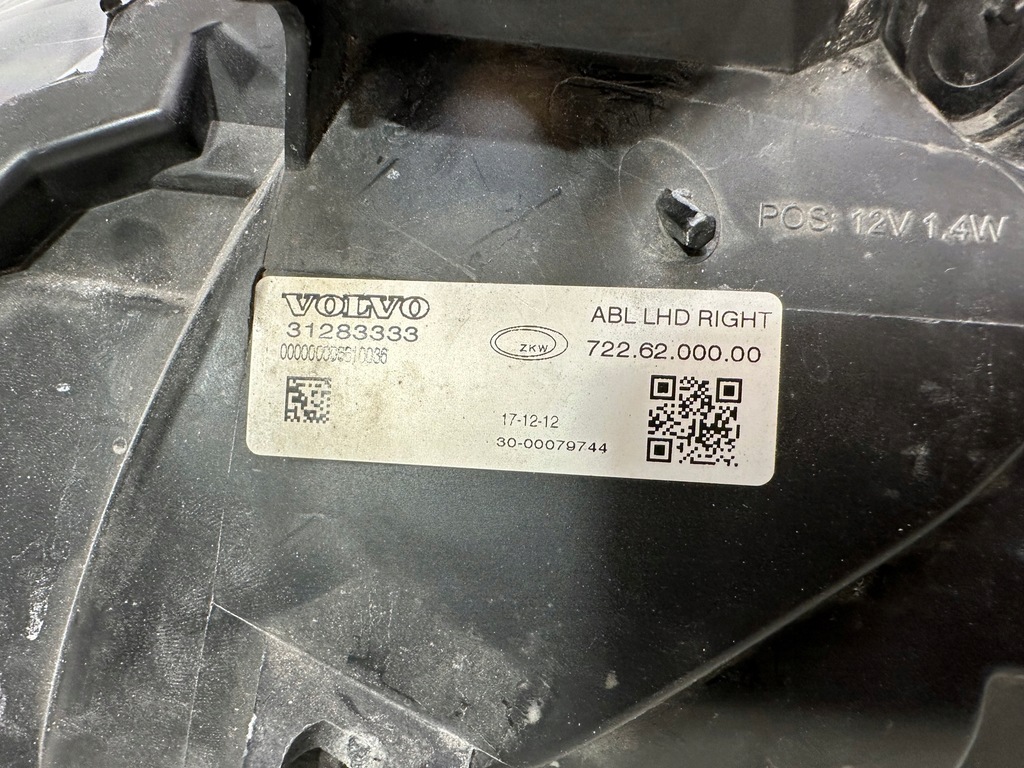 POS: 12V 1,4W
VOLVO
31283333
ABL LHD RIGHT
ZKW
722.62.000.00
17-12-12
30-00079744